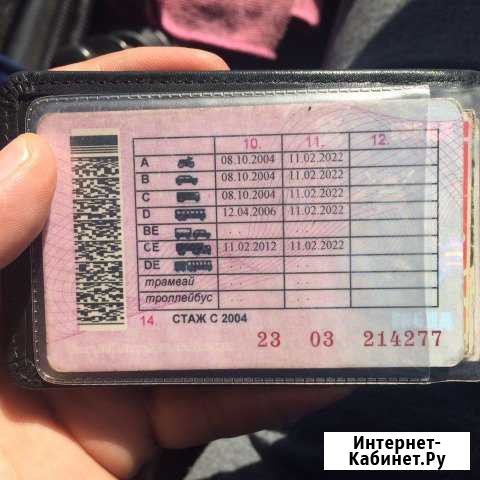 10. 11. 12.
A 08.10.2004 11.02.2022
B 08.10.2004 11.02.2022
C 08.10.2004 11.02.2022
D 12.04.2006 11.02.2022
BE
CE 11.02.2012 11.02.2022
DE
трамвай
троллейбус
14. СТАЖ С 2004
23 03 214277
Интернет-
Кабинет.Ру